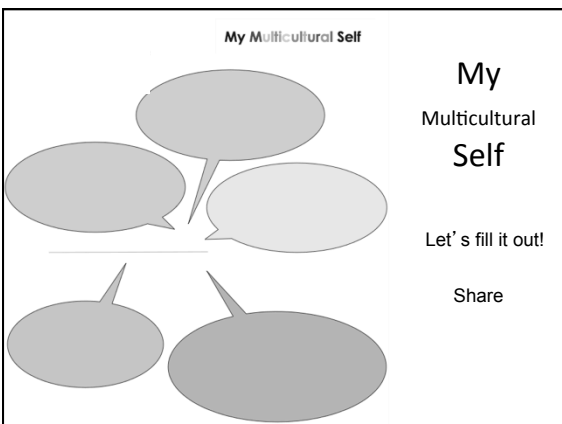 My Multicultural Self
My
Multicultural
Self
Let's fill it out!
Share